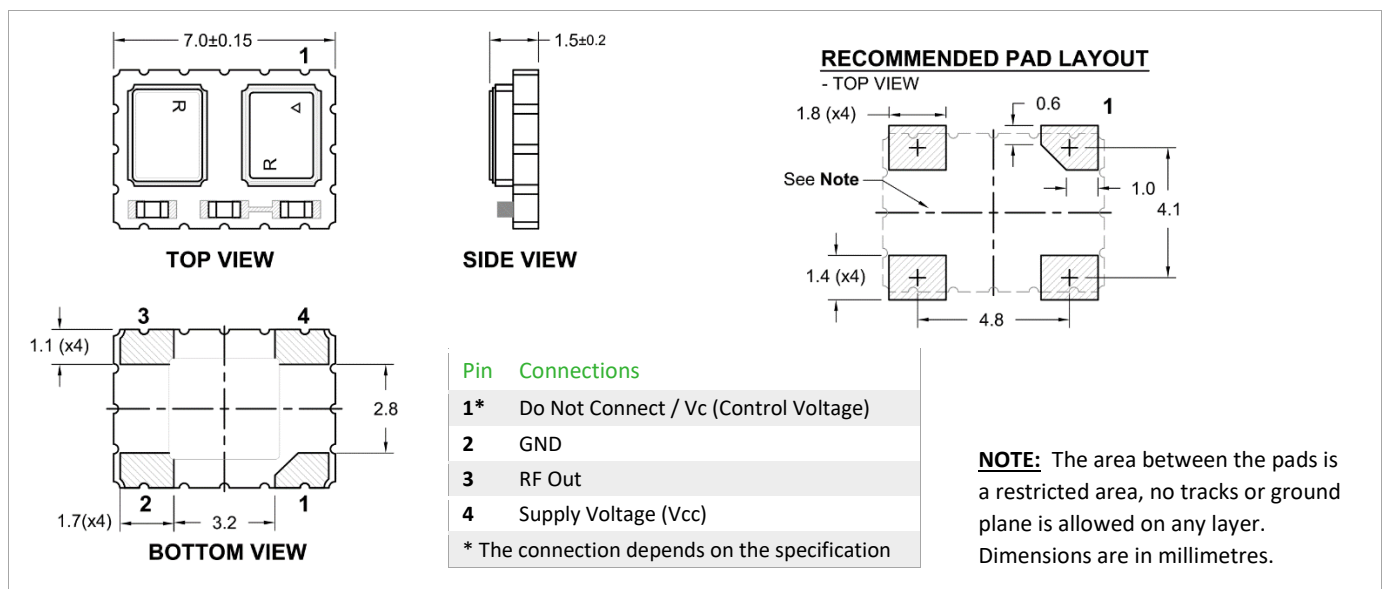 7.0±0.15
1
R
R
TOP VIEW
1.5±0.2
SIDE VIEW
RECOMMENDED PAD LAYOUT
- TOP VIEW
1.8 (x4)
0.6
1
See Note
1.0
4.1
1.4 (x4)
4.8
3
4
1.1 (x4)
2.8
2
1
1.7(x4)
3.2
BOTTOM VIEW
Pin Connections
1* Do Not Connect / Vc (Control Voltage)
2 GND
3 RF Out
4 Supply Voltage (Vcc)
* The connection depends on the specification
NOTE: The area between the pads is
a restricted area, no tracks or ground
plane is allowed on any layer.
Dimensions are in millimetres.